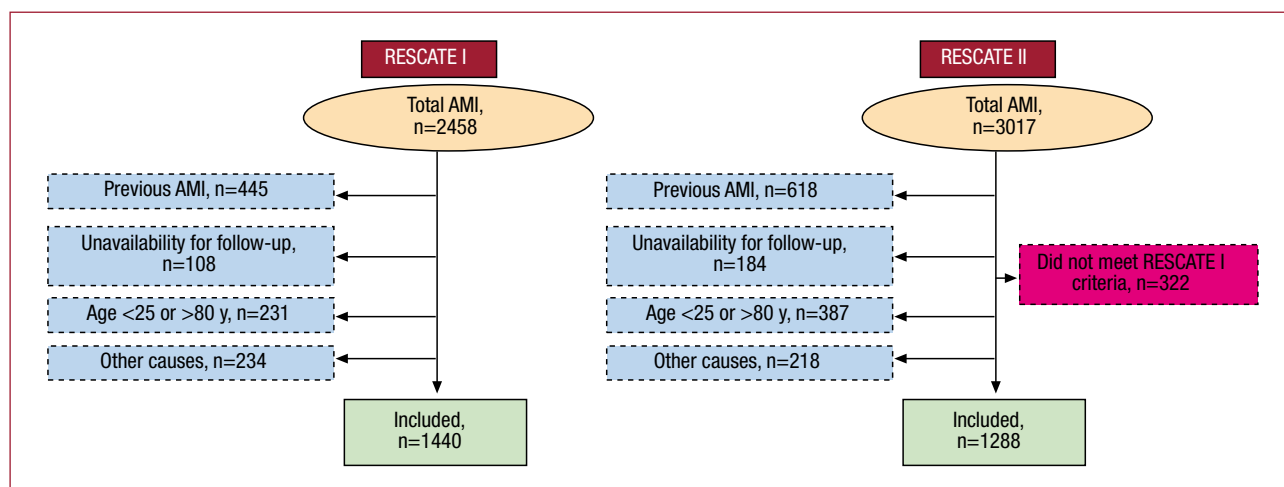 RESCATE I
Total AMI,
n=2458
Previous AMI, n=445
Unavailability for follow-up,
n=108
Age <25 or >80 y, n=231
Other causes, n=234
Included,
n=1440
RESCATE II
Total AMI,
n=3017
Previous AMI, n=618
Unavailability for follow-up,
n=184
Did not meet RESCATE I
criteria, n=322
Age <25 or >80 y, n=387
Other causes, n=218
Included,
n=1288